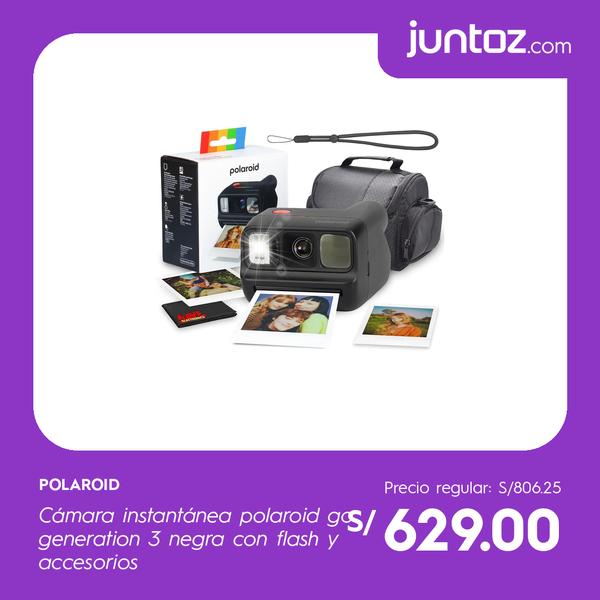 juntoz.com
polaroid
POLAROID
Cámara instantánea polaroid go
generation 3 negra con flash y
accesorios
Precio regular: S/806.25
S/ 629.00